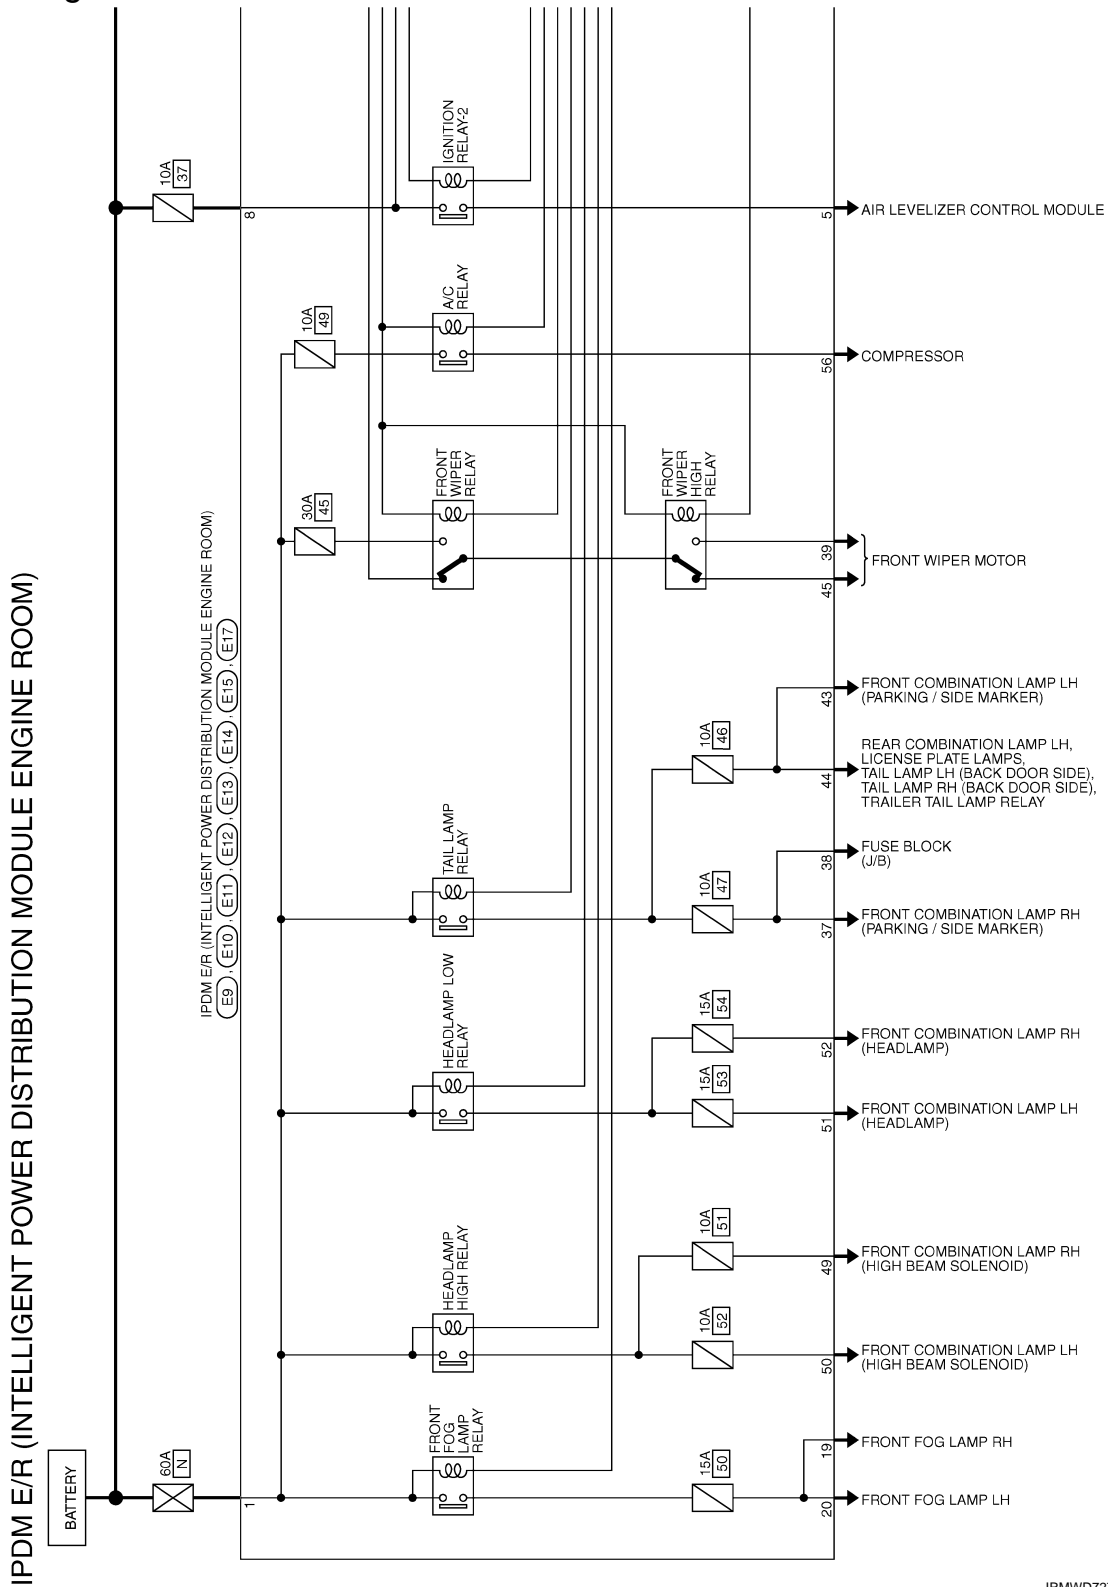 IPDM E/R (INTELLIGENT POWER DISTRIBUTION MODULE ENGINE ROOM)
BATTERY
60A
N
10A
37
1
8
IPDM E/R (INTELLIGENT POWER DISTRIBUTION MODULE ENGINE ROOM)
E9 , E10 , E11 , E12 , E13 , E14 , E15 , E17
30A
45
10A
49
FRONT
FOG
LAMP
RELAY
HEADLAMP
HIGH RELAY
HEADLAMP LOW
RELAY
TAIL LAMP
RELAY
FRONT
WIPER
RELAY
A/C
RELAY
IGNITION
RELAY-2
FRONT
WIPER
HIGH
RELAY
15A
50
10A
52
10A
51
15A
53
15A
54
10A
47
10A
46
5
AIR LEVELIZER CONTROL MODULE
56
COMPRESSOR
39
45
FRONT WIPER MOTOR
43
FRONT COMBINATION LAMP LH
(PARKING / SIDE MARKER)
44
REAR COMBINATION LAMP LH,
LICENSE PLATE LAMPS,
TAIL LAMP LH (BACK DOOR SIDE),
TAIL LAMP RH (BACK DOOR SIDE),
TRAILER TAIL LAMP RELAY
38
FUSE BLOCK
(J/B)
37
FRONT COMBINATION LAMP RH
(PARKING / SIDE MARKER)
52
FRONT COMBINATION LAMP RH
(HEADLAMP)
51
FRONT COMBINATION LAMP LH
(HEADLAMP)
49
FRONT COMBINATION LAMP RH
(HIGH BEAM SOLENOID)
50
FRONT COMBINATION LAMP LH
(HIGH BEAM SOLENOID)
19
FRONT FOG LAMP RH
20
FRONT FOG LAMP LH